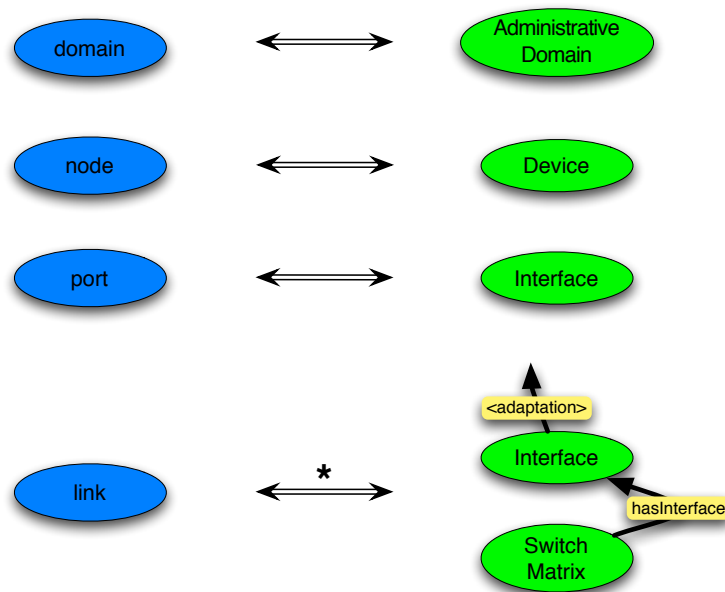 domain
Administrative
Domain
node
Device
port
Interface
<adaptation>
link
*
Interface
hasInterface
Switch
Matrix